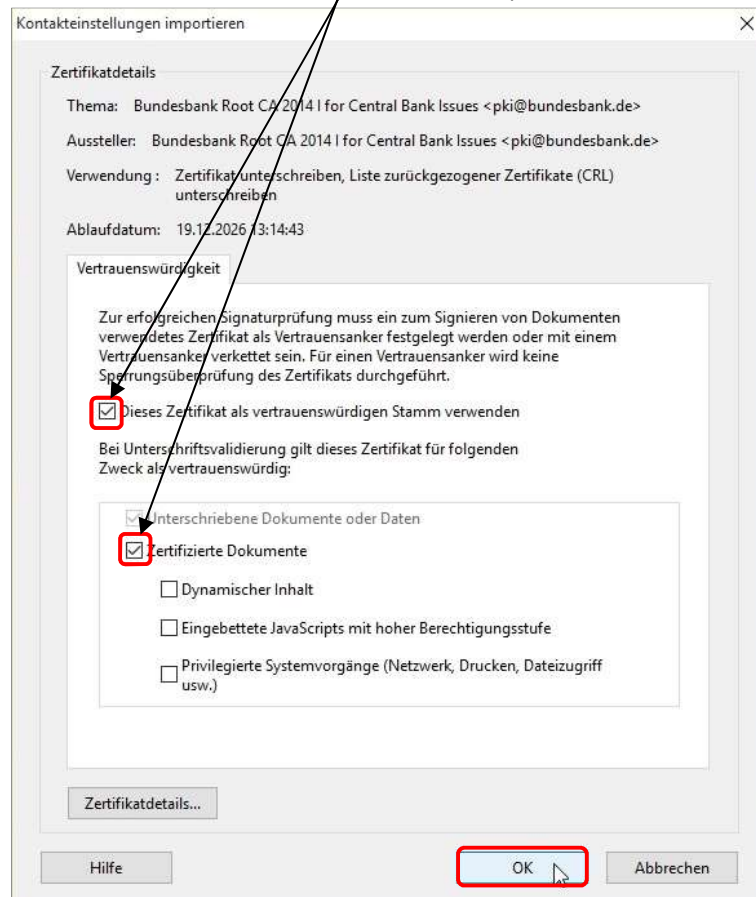 Kontakteinstellungen importieren
Zertifikatdetails
Thema: Bundesbank Root CA 2014 I for Central Bank Issues <pki@bundesbank.de>
Aussteller: Bundesbank Root CA 2014 I for Central Bank Issues <pki@bundesbank.de>
Verwendung : Zertifikat unterschreiben, Liste zurückgezogener Zertifikate (CRL)
unterschreiben
Ablaufdatum: 19.12.2026 13:14:43
Vertrauenswürdigkeit
Zur erfolgreichen Signaturprüfung muss ein zum Signieren von Dokumenten
verwendetes Zertifikat als Vertrauensanker festgelegt werden oder mit einem
Vertrauensanker verkettet sein. Für einen Vertrauensanker wird keine
Sperrungsüberprüfung des Zertifikats durchgeführt.
Dieses Zertifikat als vertrauenswürdigen Stamm verwenden
Bei Unterschriftsvalidierung gilt dieses Zertifikat für folgenden
Zweck als vertrauenswürdig:
Unterschriebene Dokumente oder Daten
Zertifizierte Dokumente
Dynamischer Inhalt
Eingebettete JavaScripts mit hoher Berechtigungsstufe
Privilegierte Systemvorgänge (Netzwerk, Drucken, Dateizugriff
usw.)
Zertifikatdetails...
Hilfe
OK
Abbrechen